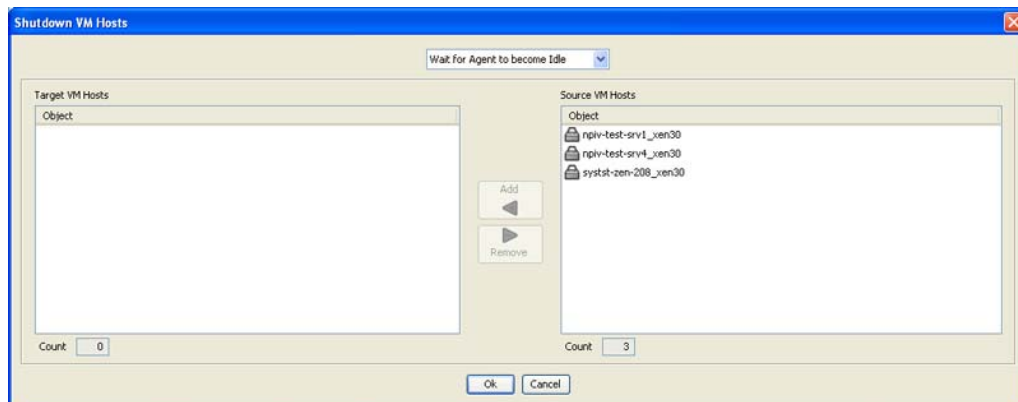 Shutdown VM Hosts
Wait for Agent to become Idle
Target VM Hosts
Object
Count 0
Add
Remove
Source VM Hosts
Object
npiv-test-srv1_xen30
npiv-test-srv4_xen30
systst-zen-208_xen30
Count 3
Ok
Cancel